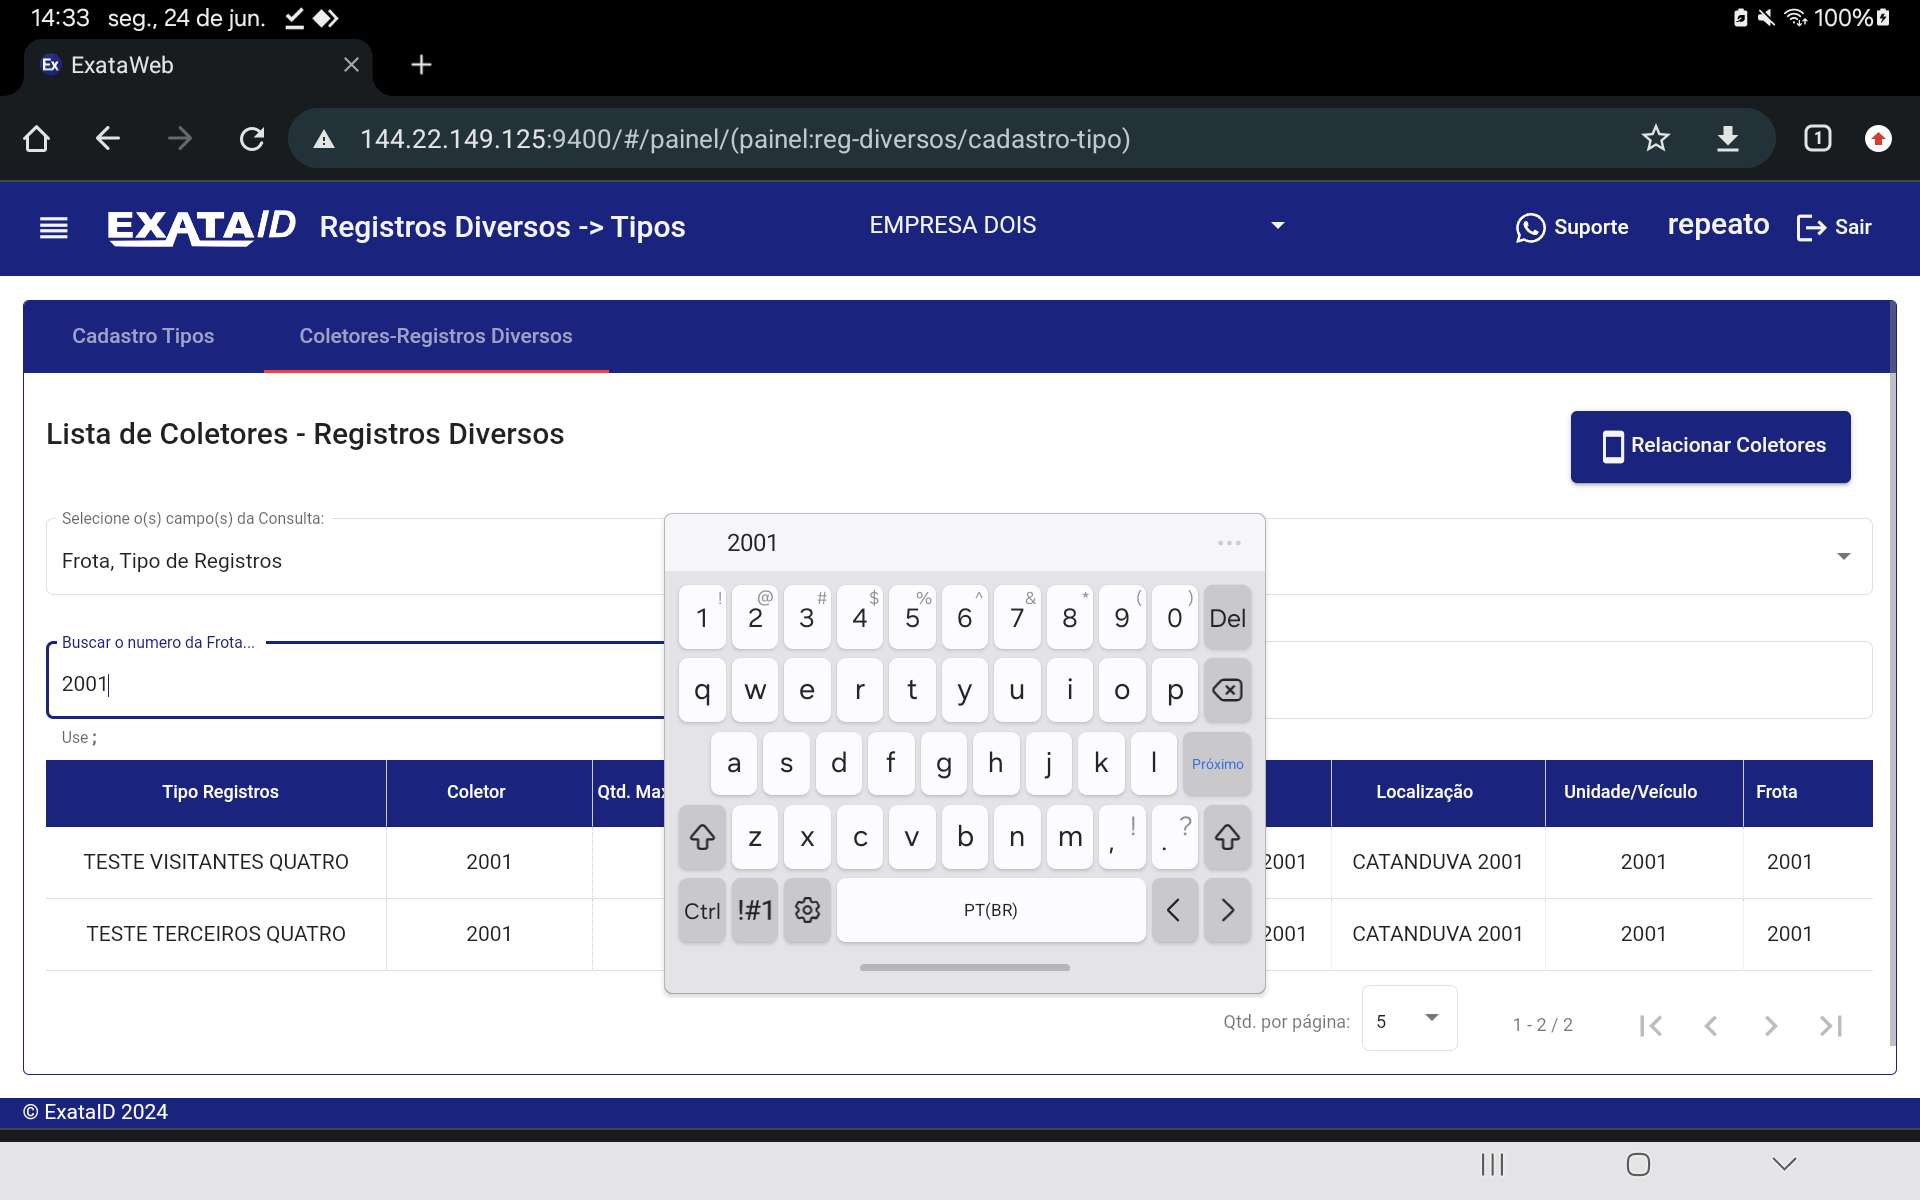 14:33 seg., 24 de jun. 100%
Ex ExataWeb
144.22.149.125:9400/#/painel/(painel:reg-diversos/cadastro-tipo) 1
EXATAID Registros Diversos -> Tipos EMPRESA DOIS Suporte repeato Sair
Cadastro Tipos Coletores-Registros Diversos
Lista de Coletores - Registros Diversos
Relacionar Coletores
Selecione o(s) campo(s) da Consulta:
Frota, Tipo de Registros
Buscar o numero da Frota...
2001
Use ;
Tipo Registros Coletor Qtd. Max Localização Unidade/Veículo Frota
TESTE VISITANTES QUATRO 2001 2001 CATANDUVA 2001 2001 2001
TESTE TERCEIROS QUATRO 2001 2001 CATANDUVA 2001 2001 2001
2001 ...
! @ # $ % ^ & * ( )
1 2 3 4 5 6 7 8 9 0 Del
q w e r t y u i o p
a s d f g h j k l Próximo
z x c v b n m , ! . ?
Ctrl !#1 PT(BR) < >
Qtd. por página: 5 1 - 2 / 2
© ExataID 2024